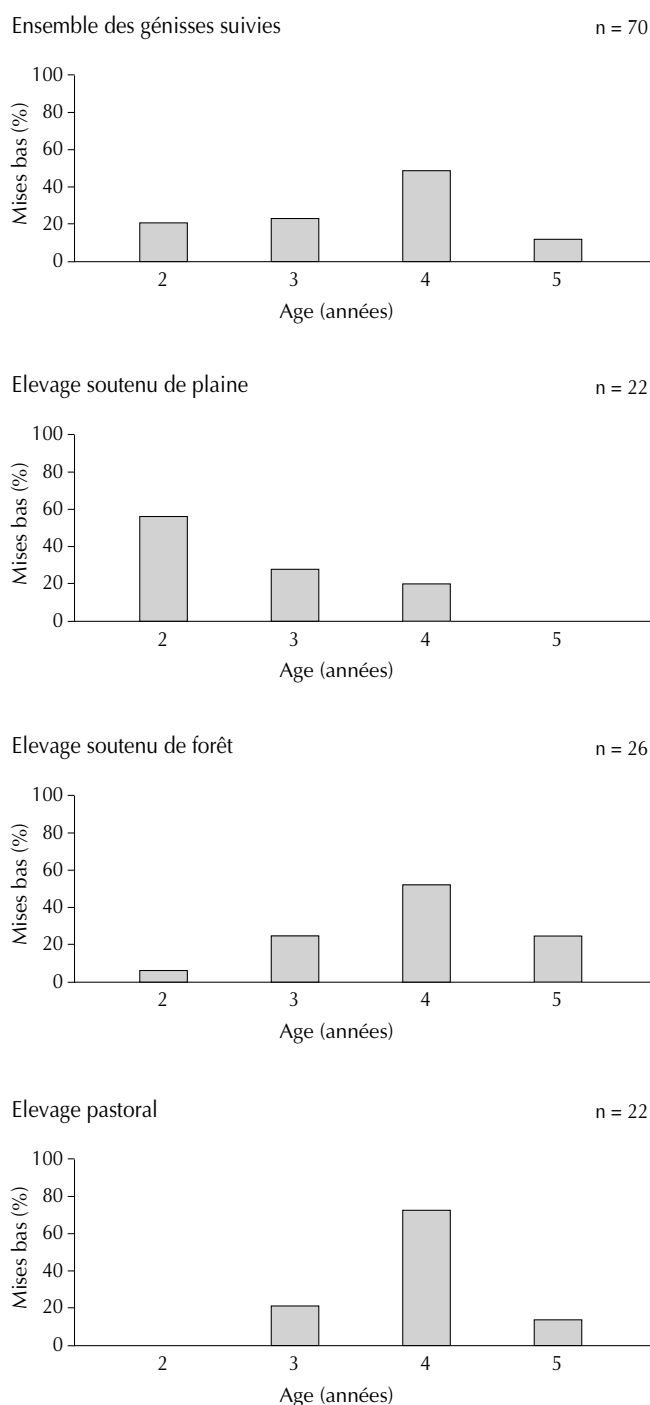 Ensemble des génisses suivies n = 70
Mises bas (%)
100
80
60
40
20
0
2 3 4 5
Age (années)
Elevage soutenu de plaine n = 22
Mises bas (%)
100
80
60
40
20
0
2 3 4 5
Age (années)
Elevage soutenu de forêt n = 26
Mises bas (%)
100
80
60
40
20
0
2 3 4 5
Age (années)
Elevage pastoral n = 22
Mises bas (%)
100
80
60
40
20
0
2 3 4 5
Age (années)